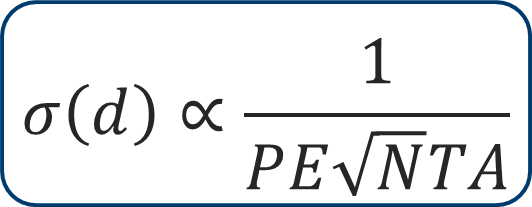 σ(d) ∝ 1 / PE√NTA